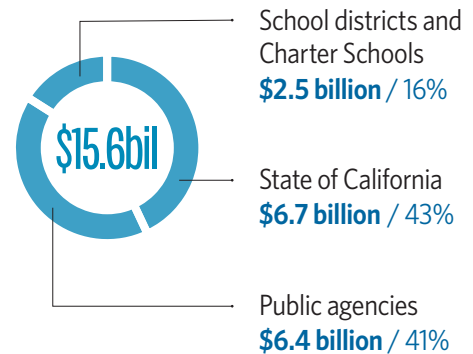 $15.6bil
School districts and
Charter Schools
$2.5 billion / 16%
State of California
$6.7 billion / 43%
Public agencies
$6.4 billion / 41%